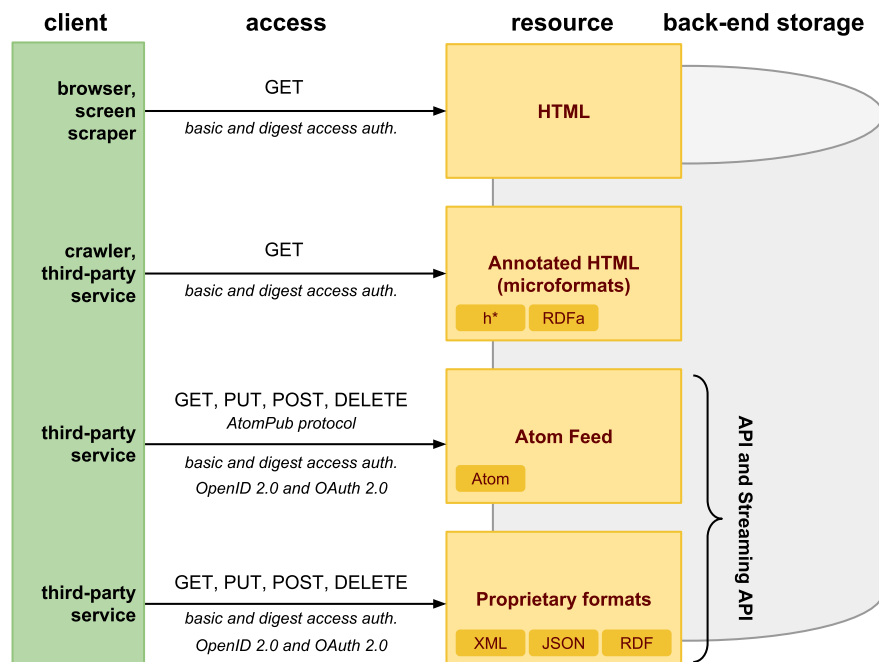 client
access
resource
back-end storage
browser,
screen
scraper
GET
basic and digest access auth.
HTML
crawler,
third-party
service
GET
basic and digest access auth.
Annotated HTML
(microformats)
h*
RDFa
third-party
service
GET, PUT, POST, DELETE
AtomPub protocol
basic and digest access auth.
OpenID 2.0 and OAuth 2.0
Atom Feed
Atom
API and Streaming API
third-party
service
GET, PUT, POST, DELETE
basic and digest access auth.
OpenID 2.0 and OAuth 2.0
Proprietary formats
XML
JSON
RDF